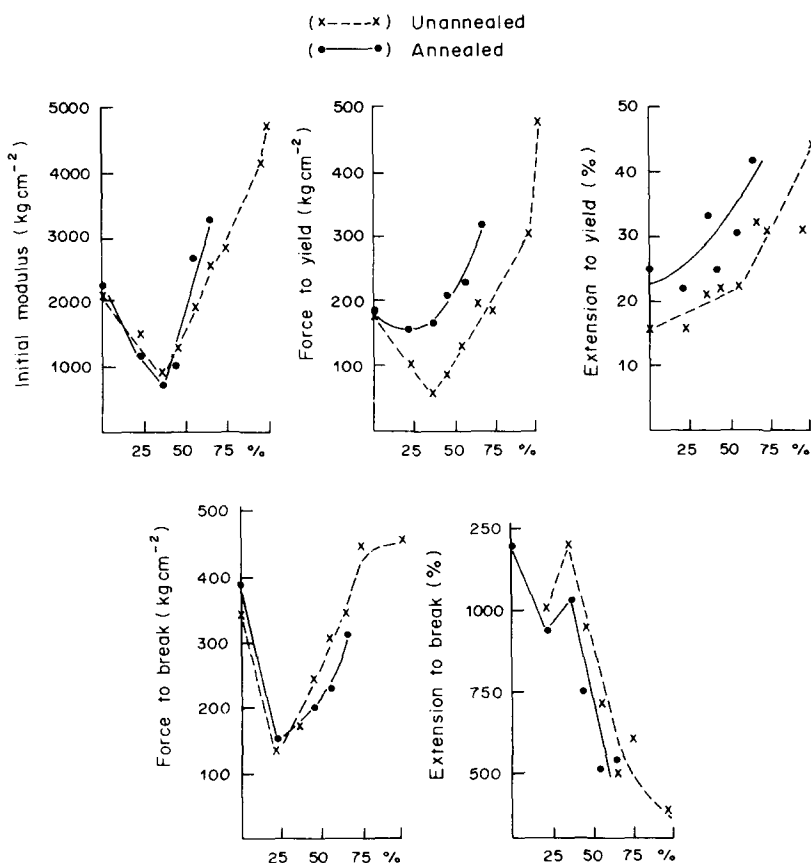 (x-----x) Unannealed
(•——•) Annealed
Initial modulus (kg cm⁻²)
5000
4000
3000
2000
1000
25 50 75 %
Force to yield (kg cm⁻²)
500
400
300
200
100
25 50 75 %
Extension to yield (%)
50
40
30
20
10
25 50 75 %
Force to break (kg cm⁻²)
500
400
300
200
100
25 50 75 %
Extension to break (%)
250
1000
750
500
25 50 75 %